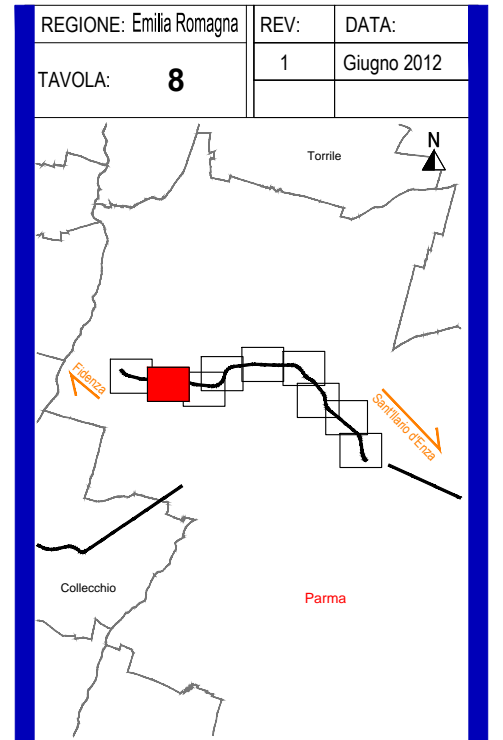 REGIONE: Emilia Romagna
REV:
DATA:
TAVOLA: 8
1
Giugno 2012
N
Torrile
Fidenza
Sant'Ilario d'Enza
Collecchio
Parma